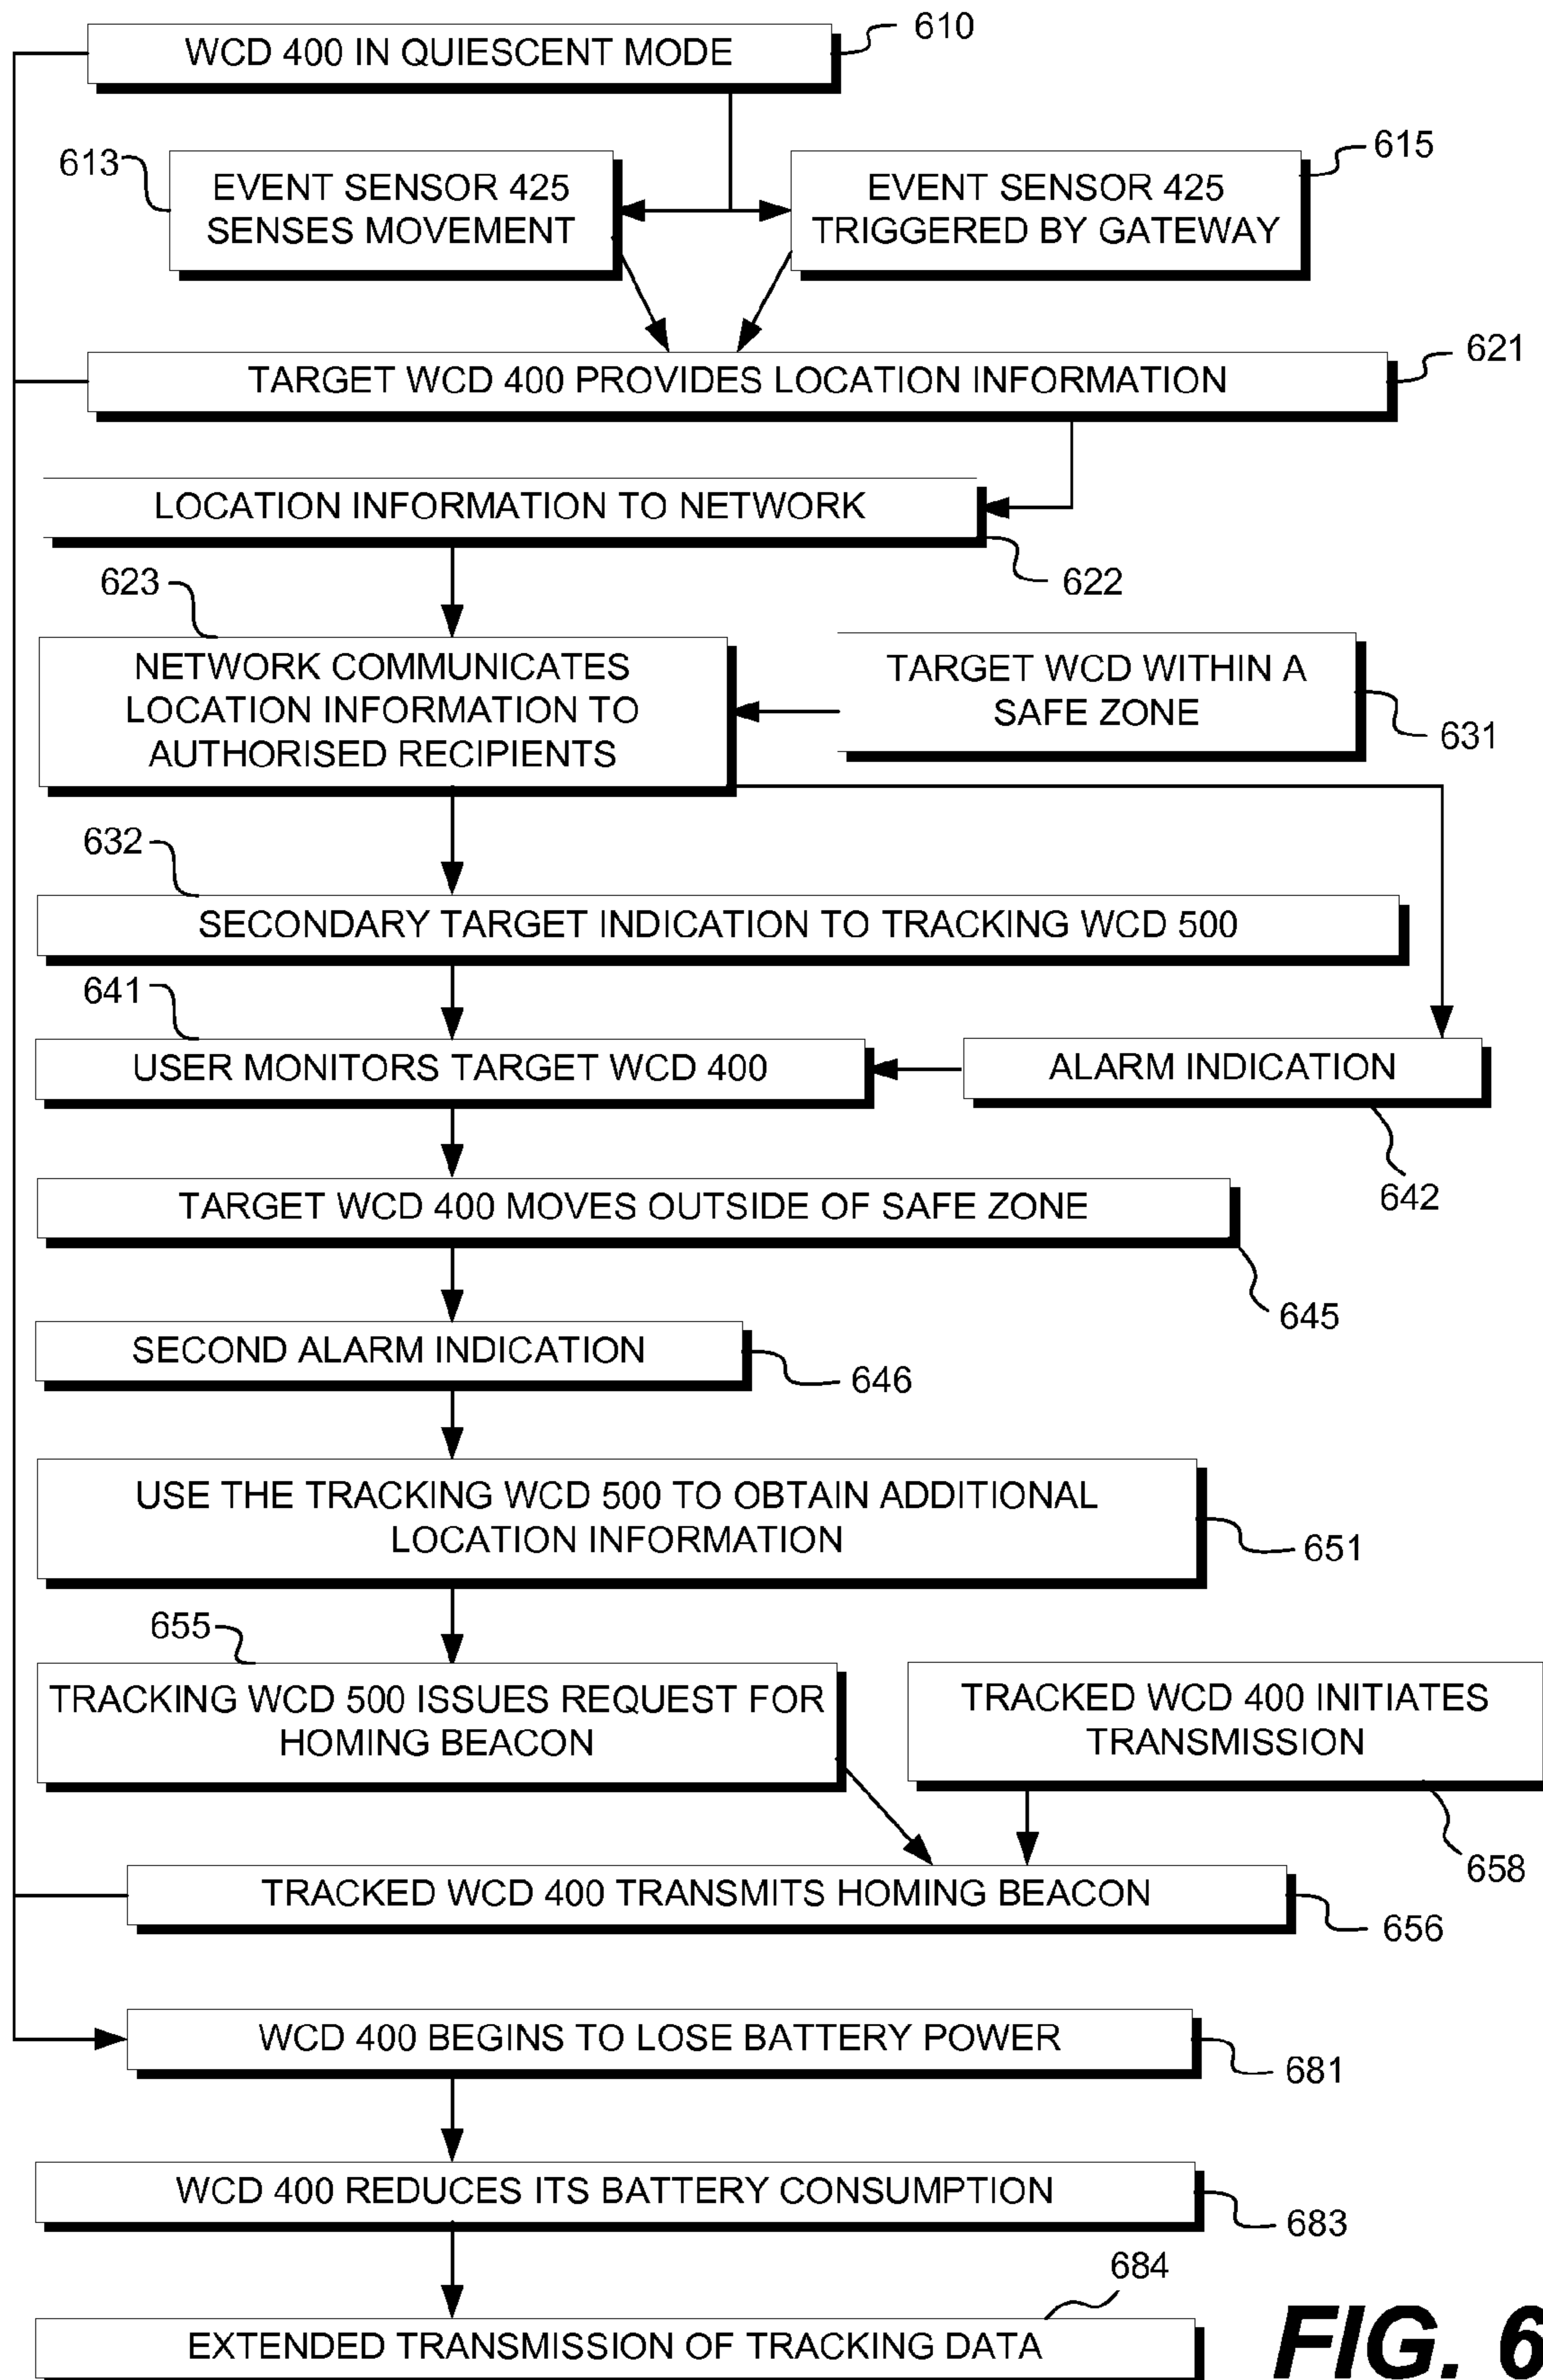 WCD 400 IN QUIESCENT MODE
610
613
EVENT SENSOR 425
SENSES MOVEMENT
EVENT SENSOR 425
TRIGGERED BY GATEWAY
615
TARGET WCD 400 PROVIDES LOCATION INFORMATION
621
LOCATION INFORMATION TO NETWORK
622
623
NETWORK COMMUNICATES
LOCATION INFORMATION TO
AUTHORISED RECIPIENTS
TARGET WCD WITHIN A
SAFE ZONE
631
632
SECONDARY TARGET INDICATION TO TRACKING WCD 500
641
USER MONITORS TARGET WCD 400
ALARM INDICATION
642
TARGET WCD 400 MOVES OUTSIDE OF SAFE ZONE
645
SECOND ALARM INDICATION
646
USE THE TRACKING WCD 500 TO OBTAIN ADDITIONAL
LOCATION INFORMATION
651
655
TRACKING WCD 500 ISSUES REQUEST FOR
HOMING BEACON
TRACKED WCD 400 INITIATES
TRANSMISSION
658
TRACKED WCD 400 TRANSMITS HOMING BEACON
656
WCD 400 BEGINS TO LOSE BATTERY POWER
681
WCD 400 REDUCES ITS BATTERY CONSUMPTION
683
684
EXTENDED TRANSMISSION OF TRACKING DATA
FIG. 6